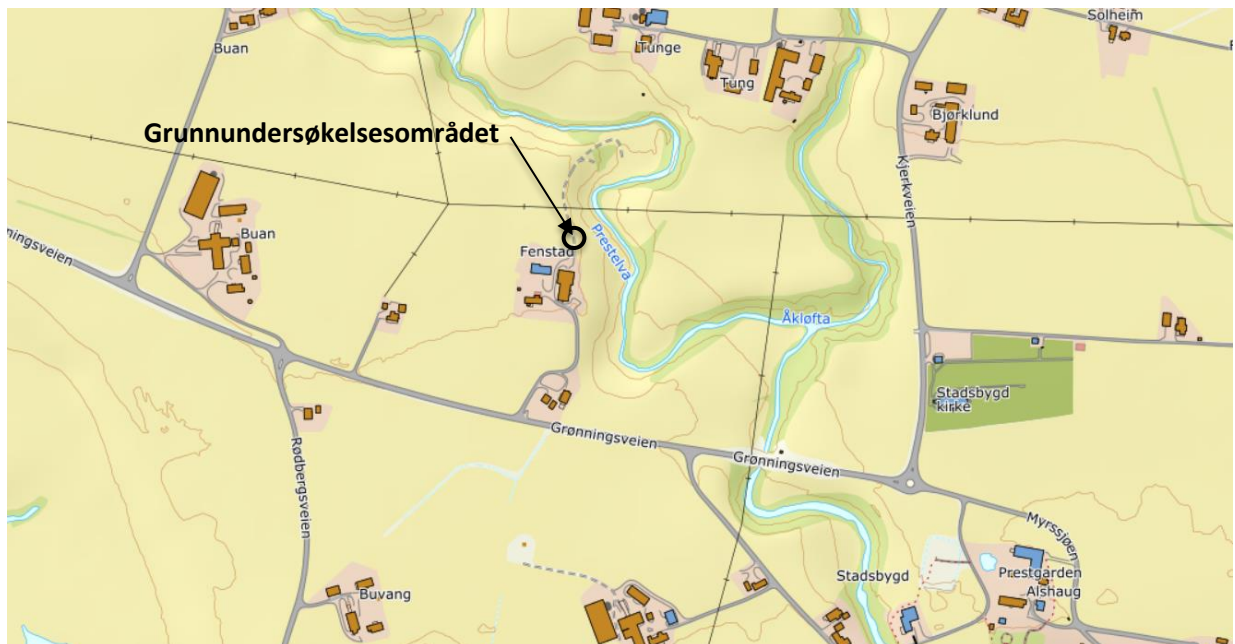 Buan
Tunge
Tung
Solheim
Bjørklund
Grunnundersøkelsesområdet
Kjerkveien
Buan
Fenstad
Prestelva
nningsveien
Åkløfta
Stadsbygd
kirke
Grønningsveien
Grønningsveien
Rødbergsveien
Myrssjøen
Buvang
Stadsbygd
Prestgården
Alshaug